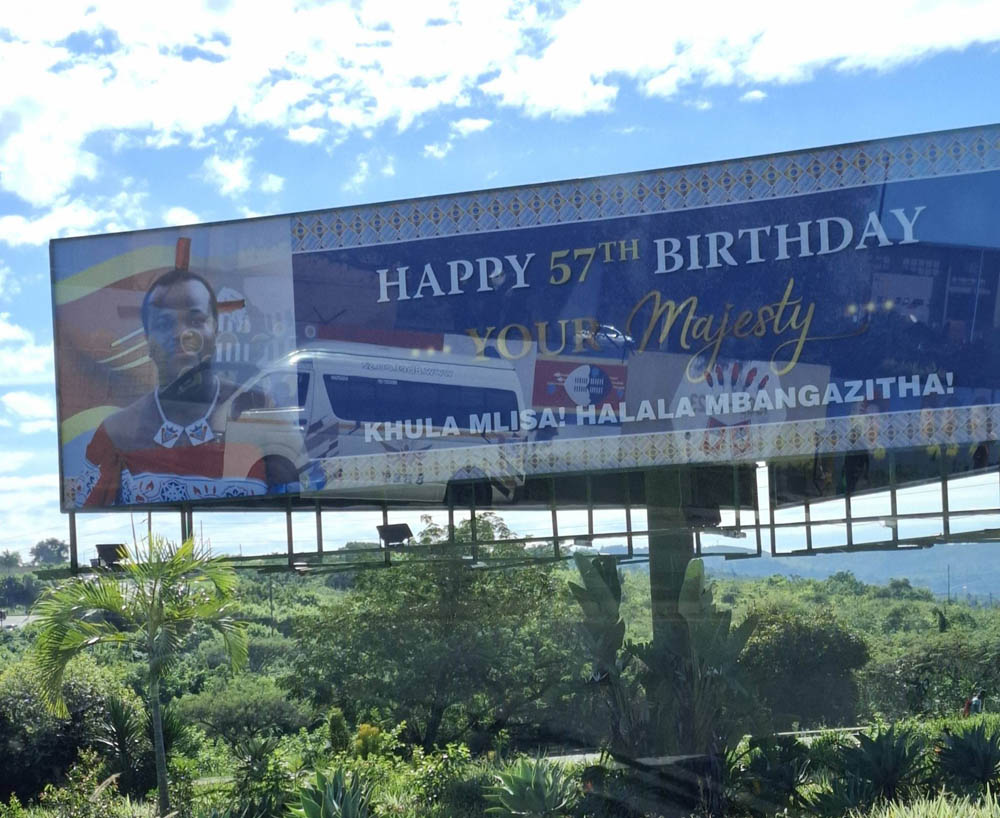 HAPPY 57TH BIRTHDAY
... YOUR Majesty ...
KHULA MLISA! HALALA MBANGAZITHA!